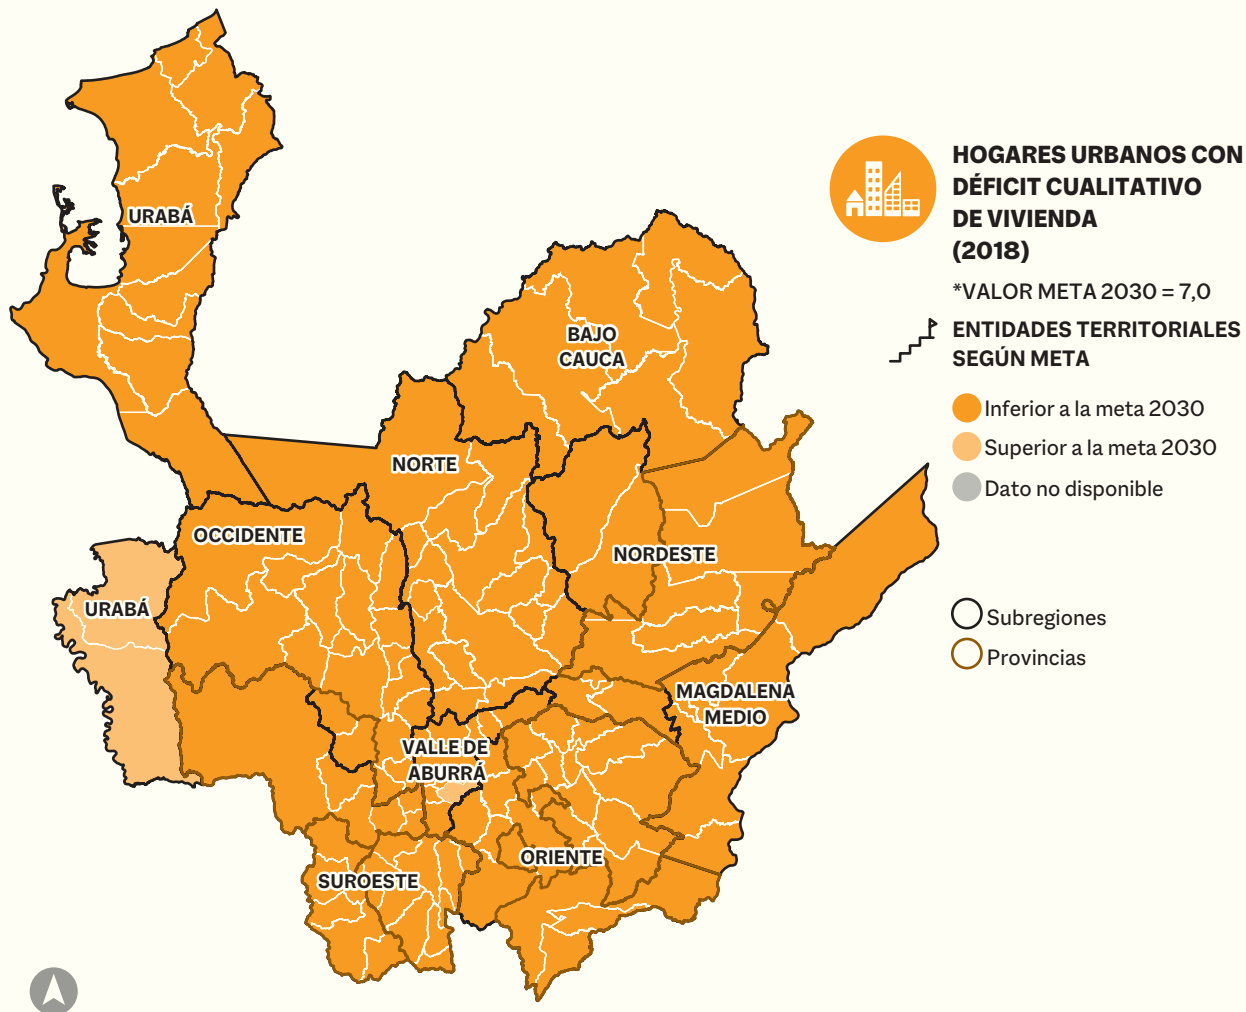 HOGARES URBANOS CON
DÉFICIT CUALITATIVO
DE VIVIENDA
(2018)
*VALOR META 2030 = 7,0
ENTIDADES TERRITORIALES
SEGÚN META
Inferior a la meta 2030
Superior a la meta 2030
Dato no disponible
Subregiones
Provincias
URABÁ
BAJO
CAUCA
NORTE
OCCIDENTE
NORDESTE
URABÁ
MAGDALENA
MEDIO
VALLE DE
ABURRÁ
ORIENTE
SUROESTE